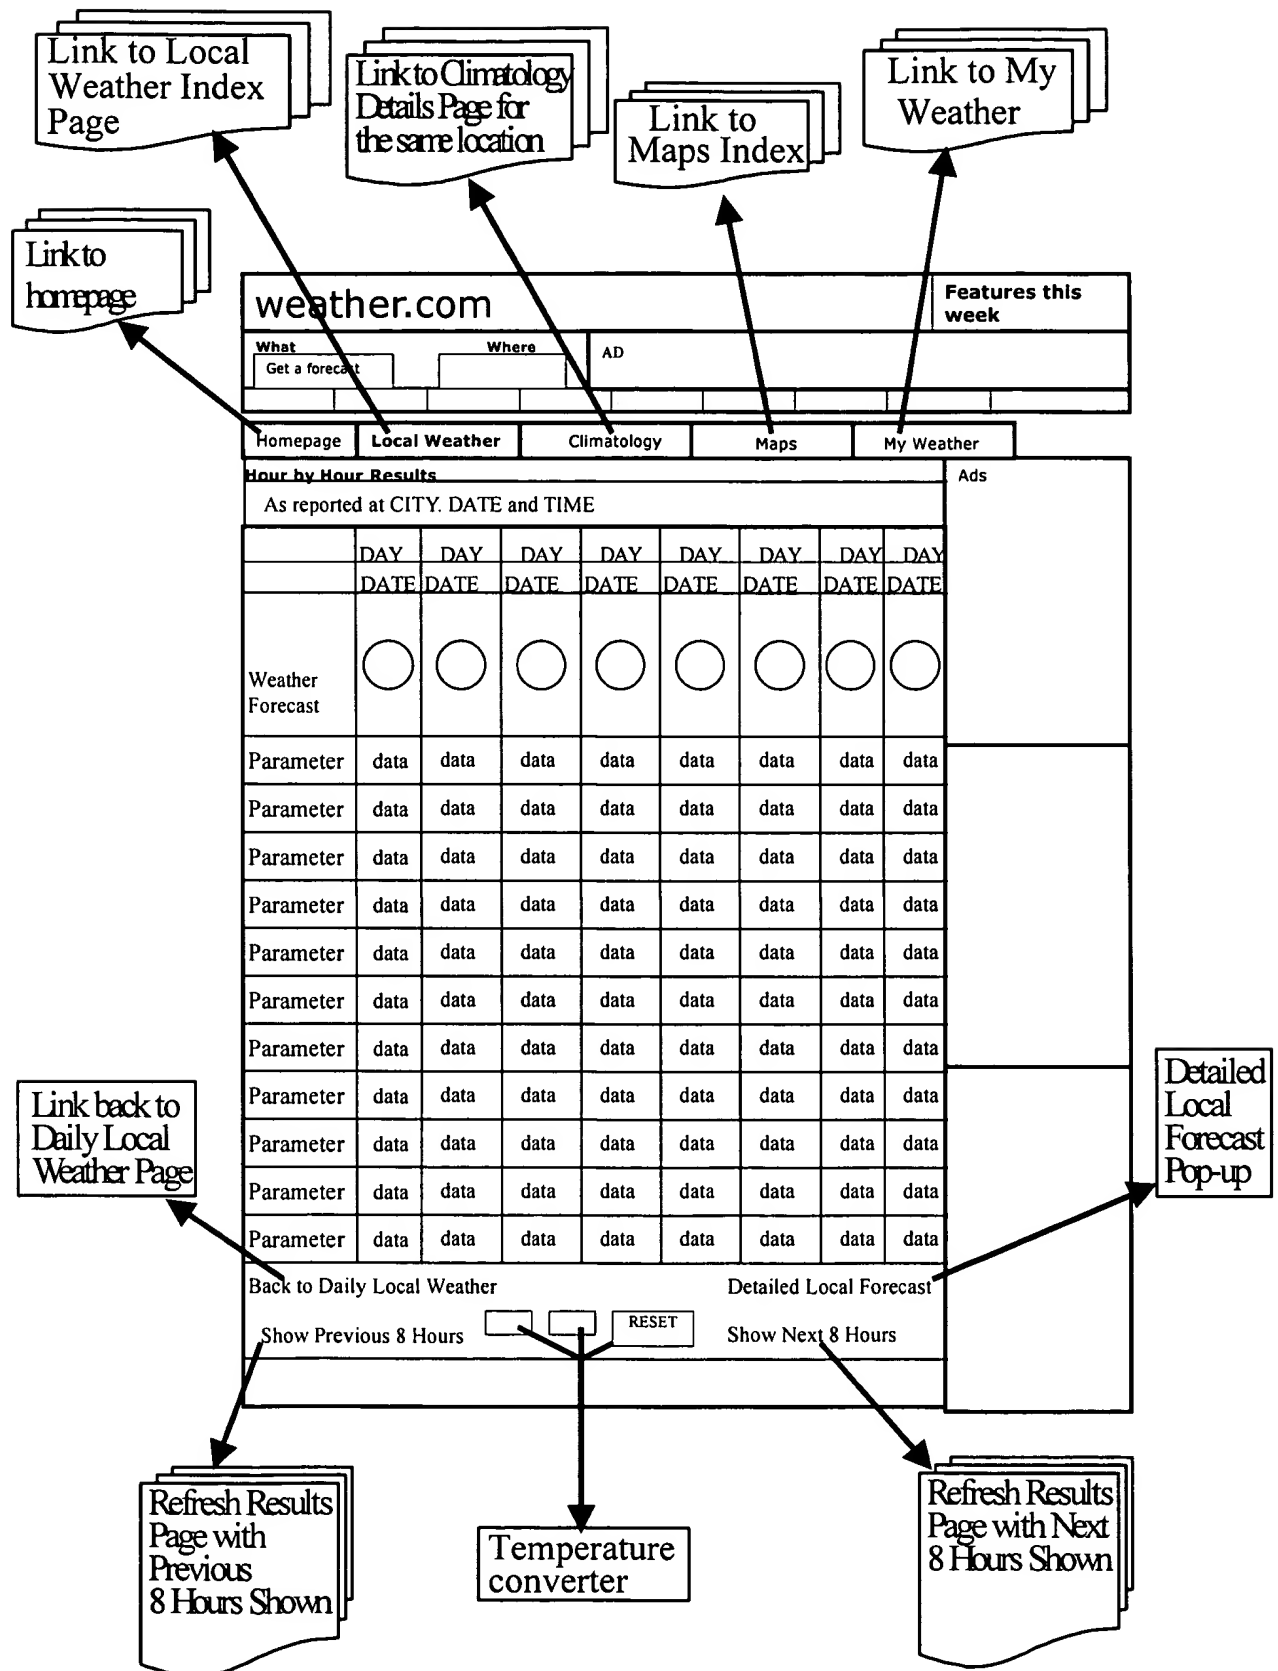 Link to Local
Weather Index
Page
Link to Climatology
Details Page for
the same location
Link to
Maps Index
Link to My
Weather
Link to
homepage
weather.com
Features this
week
What
Where
AD
Get a forecast
Homepage
Local Weather
Climatology
Maps
My Weather
Hour by Hour Results
Ads
As reported at CITY. DATE and TIME
DAY DAY DAY DAY DAY DAY DAY DAY
DATE DATE DATE DATE DATE DATE DATE DATE
Weather
Forecast
Parameter data data data data data data data data
Parameter data data data data data data data data
Parameter data data data data data data data data
Parameter data data data data data data data data
Parameter data data data data data data data data
Parameter data data data data data data data data
Parameter data data data data data data data data
Parameter data data data data data data data data
Parameter data data data data data data data data
Parameter data data data data data data data data
Parameter data data data data data data data data
Link back to
Daily Local
Weather Page
Detailed
Local
Forecast
Pop-up
Back to Daily Local Weather
Detailed Local Forecast
Show Previous 8 Hours
RESET
Show Next 8 Hours
Refresh Results
Page with
Previous
8 Hours Shown
Temperature
converter
Refresh Results
Page with Next
8 Hours Shown